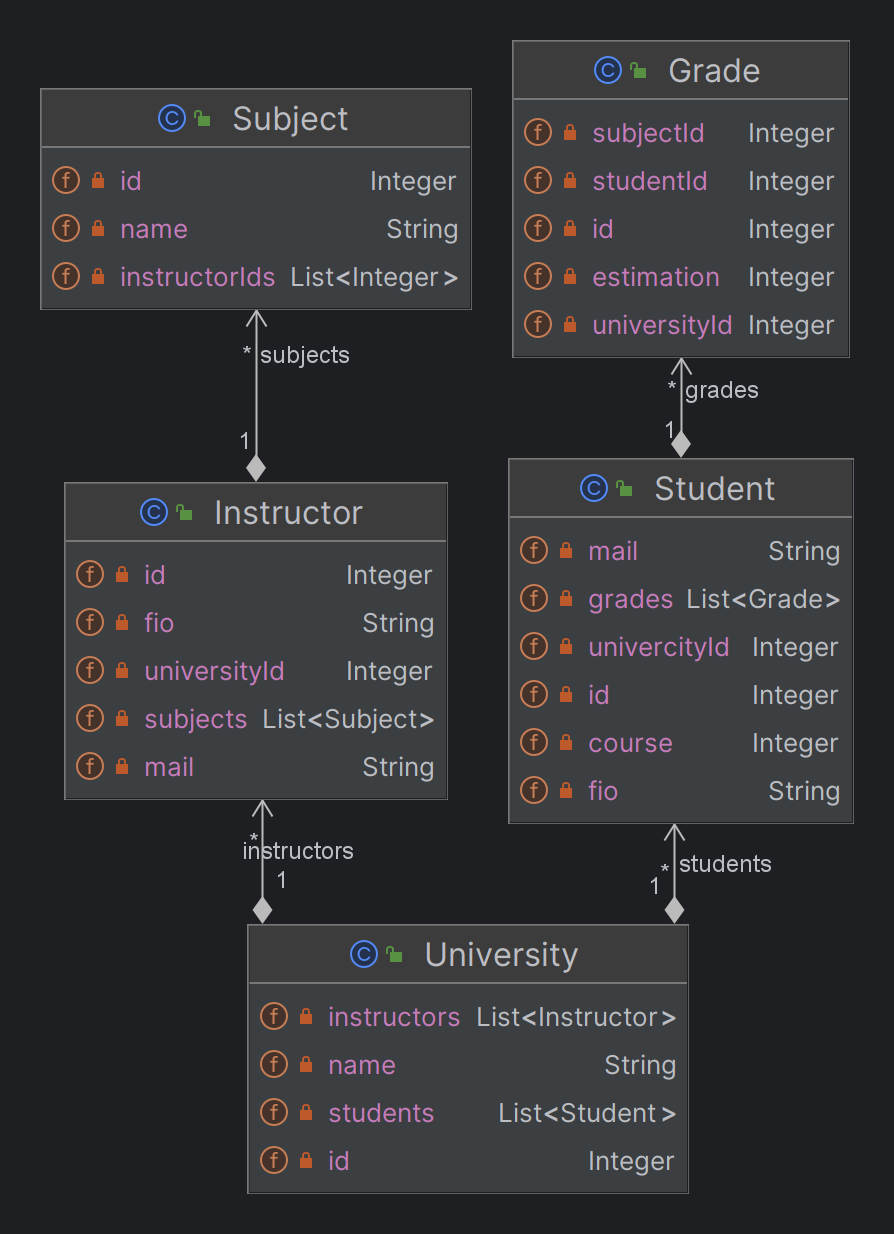 Subject
id Integer
name String
instructorIds List<Integer>
Grade
subjectId Integer
studentId Integer
id Integer
estimation Integer
universityId Integer
* subjects
1
* grades
1
Instructor
id Integer
fio String
universityId Integer
subjects List<Subject>
mail String
Student
mail String
grades List<Grade>
univercityId Integer
id Integer
course Integer
fio String
*
instructors
1
* students
1
University
instructors List<Instructor>
name String
students List<Student>
id Integer